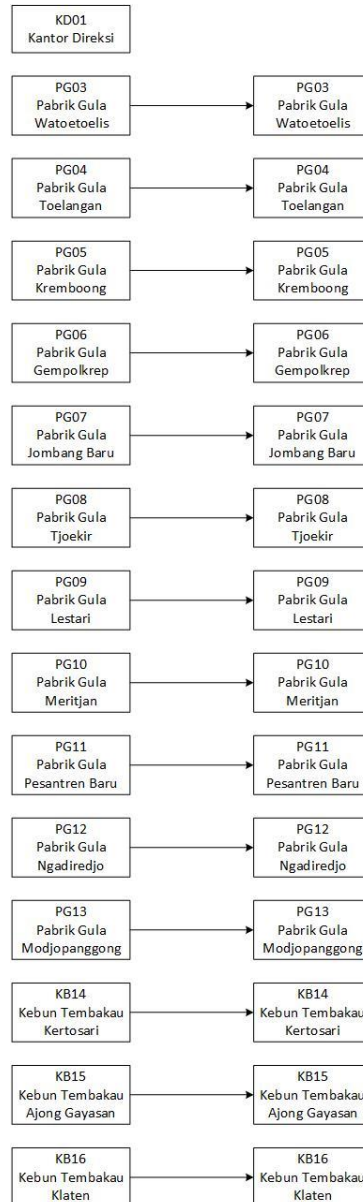 KD01
Kantor Direksi
PG03
Pabrik Gula
Watoetoelis
PG03
Pabrik Gula
Watoetoelis
PG04
Pabrik Gula
Toelangan
PG04
Pabrik Gula
Toelangan
PG05
Pabrik Gula
Kremboong
PG05
Pabrik Gula
Kremboong
PG06
Pabrik Gula
Gempolkrep
PG06
Pabrik Gula
Gempolkrep
PG07
Pabrik Gula
Jombang Baru
PG07
Pabrik Gula
Jombang Baru
PG08
Pabrik Gula
Tjoekir
PG08
Pabrik Gula
Tjoekir
PG09
Pabrik Gula
Lestari
PG09
Pabrik Gula
Lestari
PG10
Pabrik Gula
Meritjan
PG10
Pabrik Gula
Meritjan
PG11
Pabrik Gula
Pesantren Baru
PG11
Pabrik Gula
Pesantren Baru
PG12
Pabrik Gula
Ngadiredjo
PG12
Pabrik Gula
Ngadiredjo
PG13
Pabrik Gula
Modjopanggong
PG13
Pabrik Gula
Modjopanggong
KB14
Kebun Tembakau
Kertosari
KB14
Kebun Tembakau
Kertosari
KB15
Kebun Tembakau
Ajong Gayasan
KB15
Kebun Tembakau
Ajong Gayasan
KB16
Kebun Tembakau
Klaten
KB16
Kebun Tembakau
Klaten